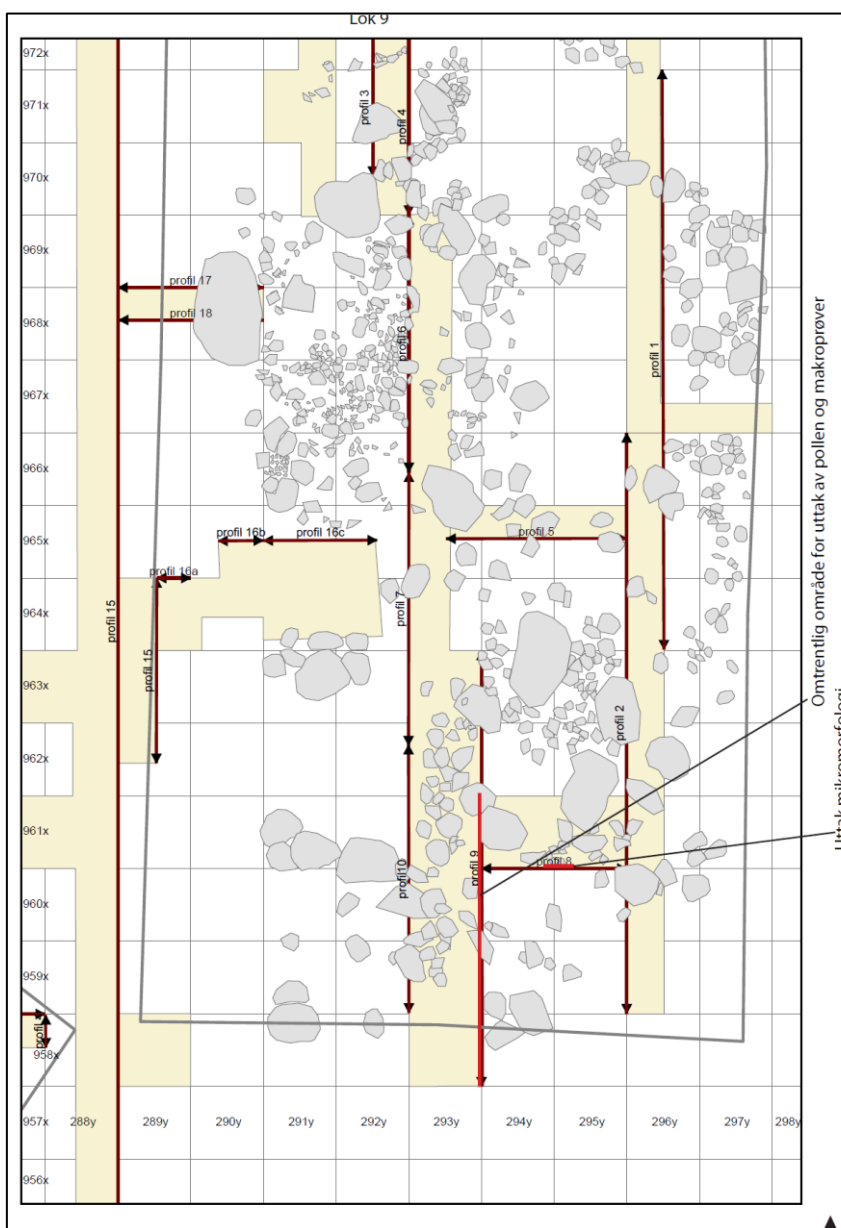 Lok 9
972x
971x
970x
969x
968x
967x
966x
965x
964x
963x
962x
961x
960x
959x
958x
957x
956x
288y
289y
290y
291y
292y
293y
294y
295y
296y
297y
298y
profil 3
profil 4
profil 17
profil 18
profil 6
profil 1
profil 16b
profil 16c
profil 5
profil 16a
profil 15
profil 15
profil 7
profil 2
profil 9
profil 8
profil10
Omtrentlig område for uttak av pollen og makroprøver
Uttak mikromorfologi